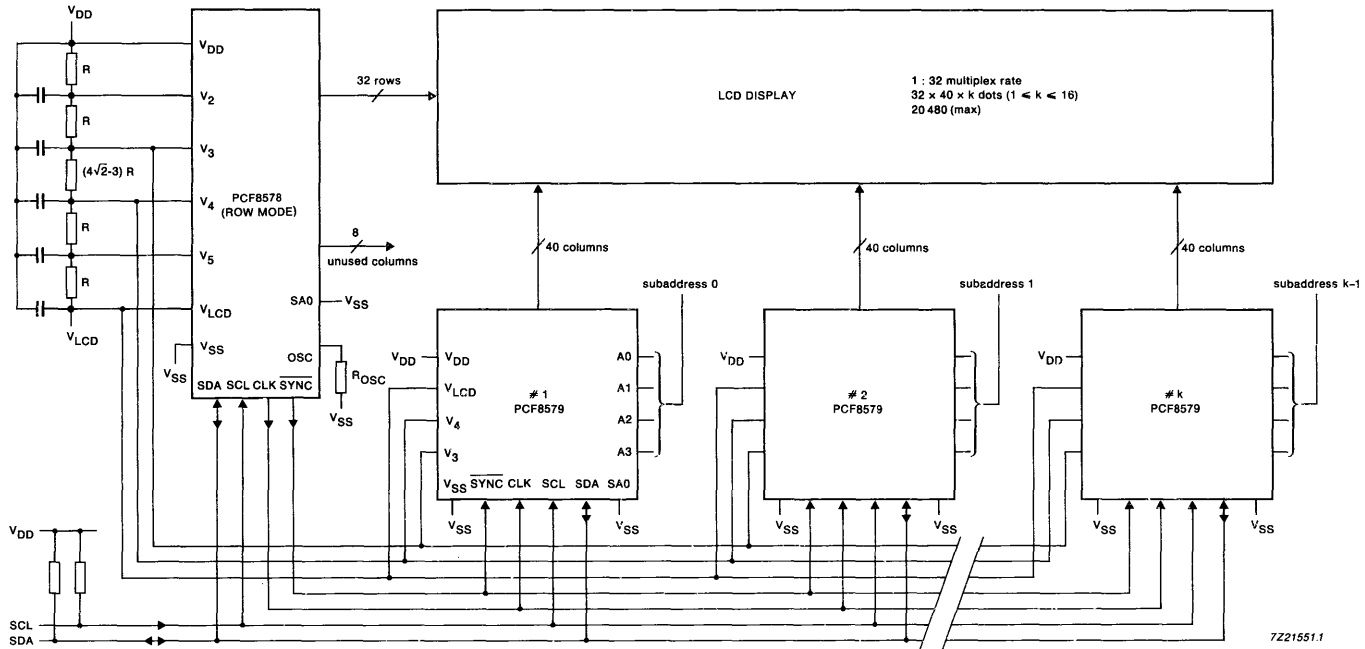 VDD
VDD
R
V2
R
V3
(4√2-3) R
V4
R
V5
R
VLCD
VLCD
VSS
VSS
PCF8578
(ROW MODE)
32 rows
8
unused columns
SA0
VSS
OSC
ROSC
VSS
SDA SCL CLK SYNC
LCD DISPLAY
1 : 32 multiplex rate
32 × 40 × k dots (1 ⩽ k ⩽ 16)
20 480 (max)
40 columns
40 columns
40 columns
subaddress 0
subaddress 1
subaddress k-1
VDD
VDD
VLCD
V4
V3
# 1
PCF8579
A0
A1
A2
A3
VSS SYNC CLK SCL SDA SA0
VSS
VSS
VDD
# 2
PCF8579
VSS
VSS
VDD
# k
PCF8579
VSS
VSS
VDD
SCL
SDA
7Z21551.1